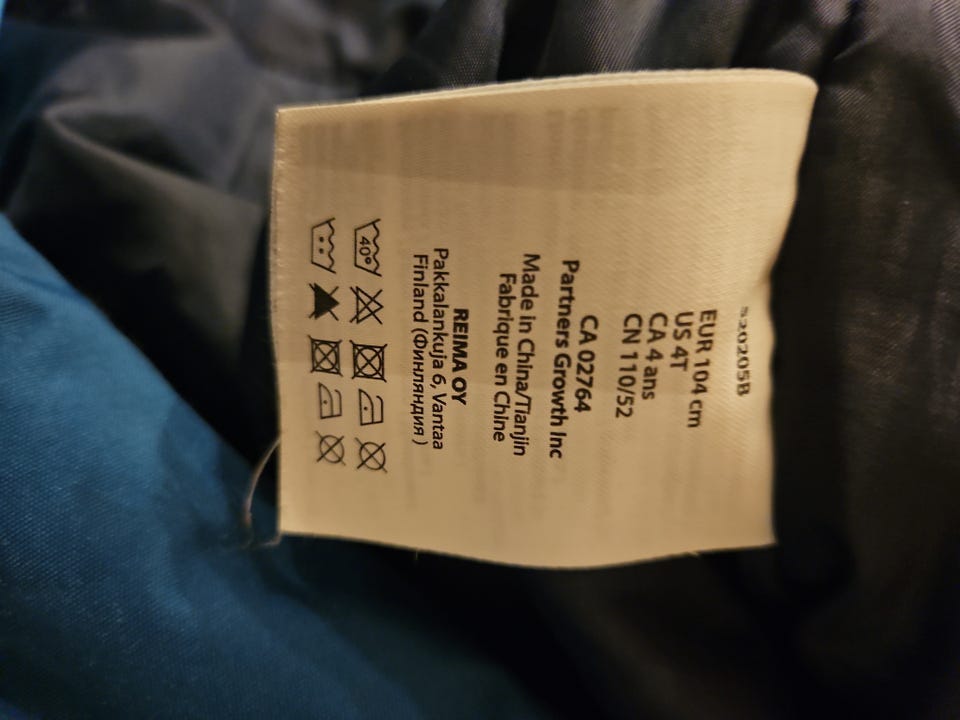 520205B
EUR 104 cm
US 4T
CA 4 ans
CN 110/52
CA 02764
Partners Growth Inc
Made in China/Tianjin
Fabrique en Chine
REIMA OY
Pakkalankuja 6, Vantaa
Finland (Финляндия )
40°